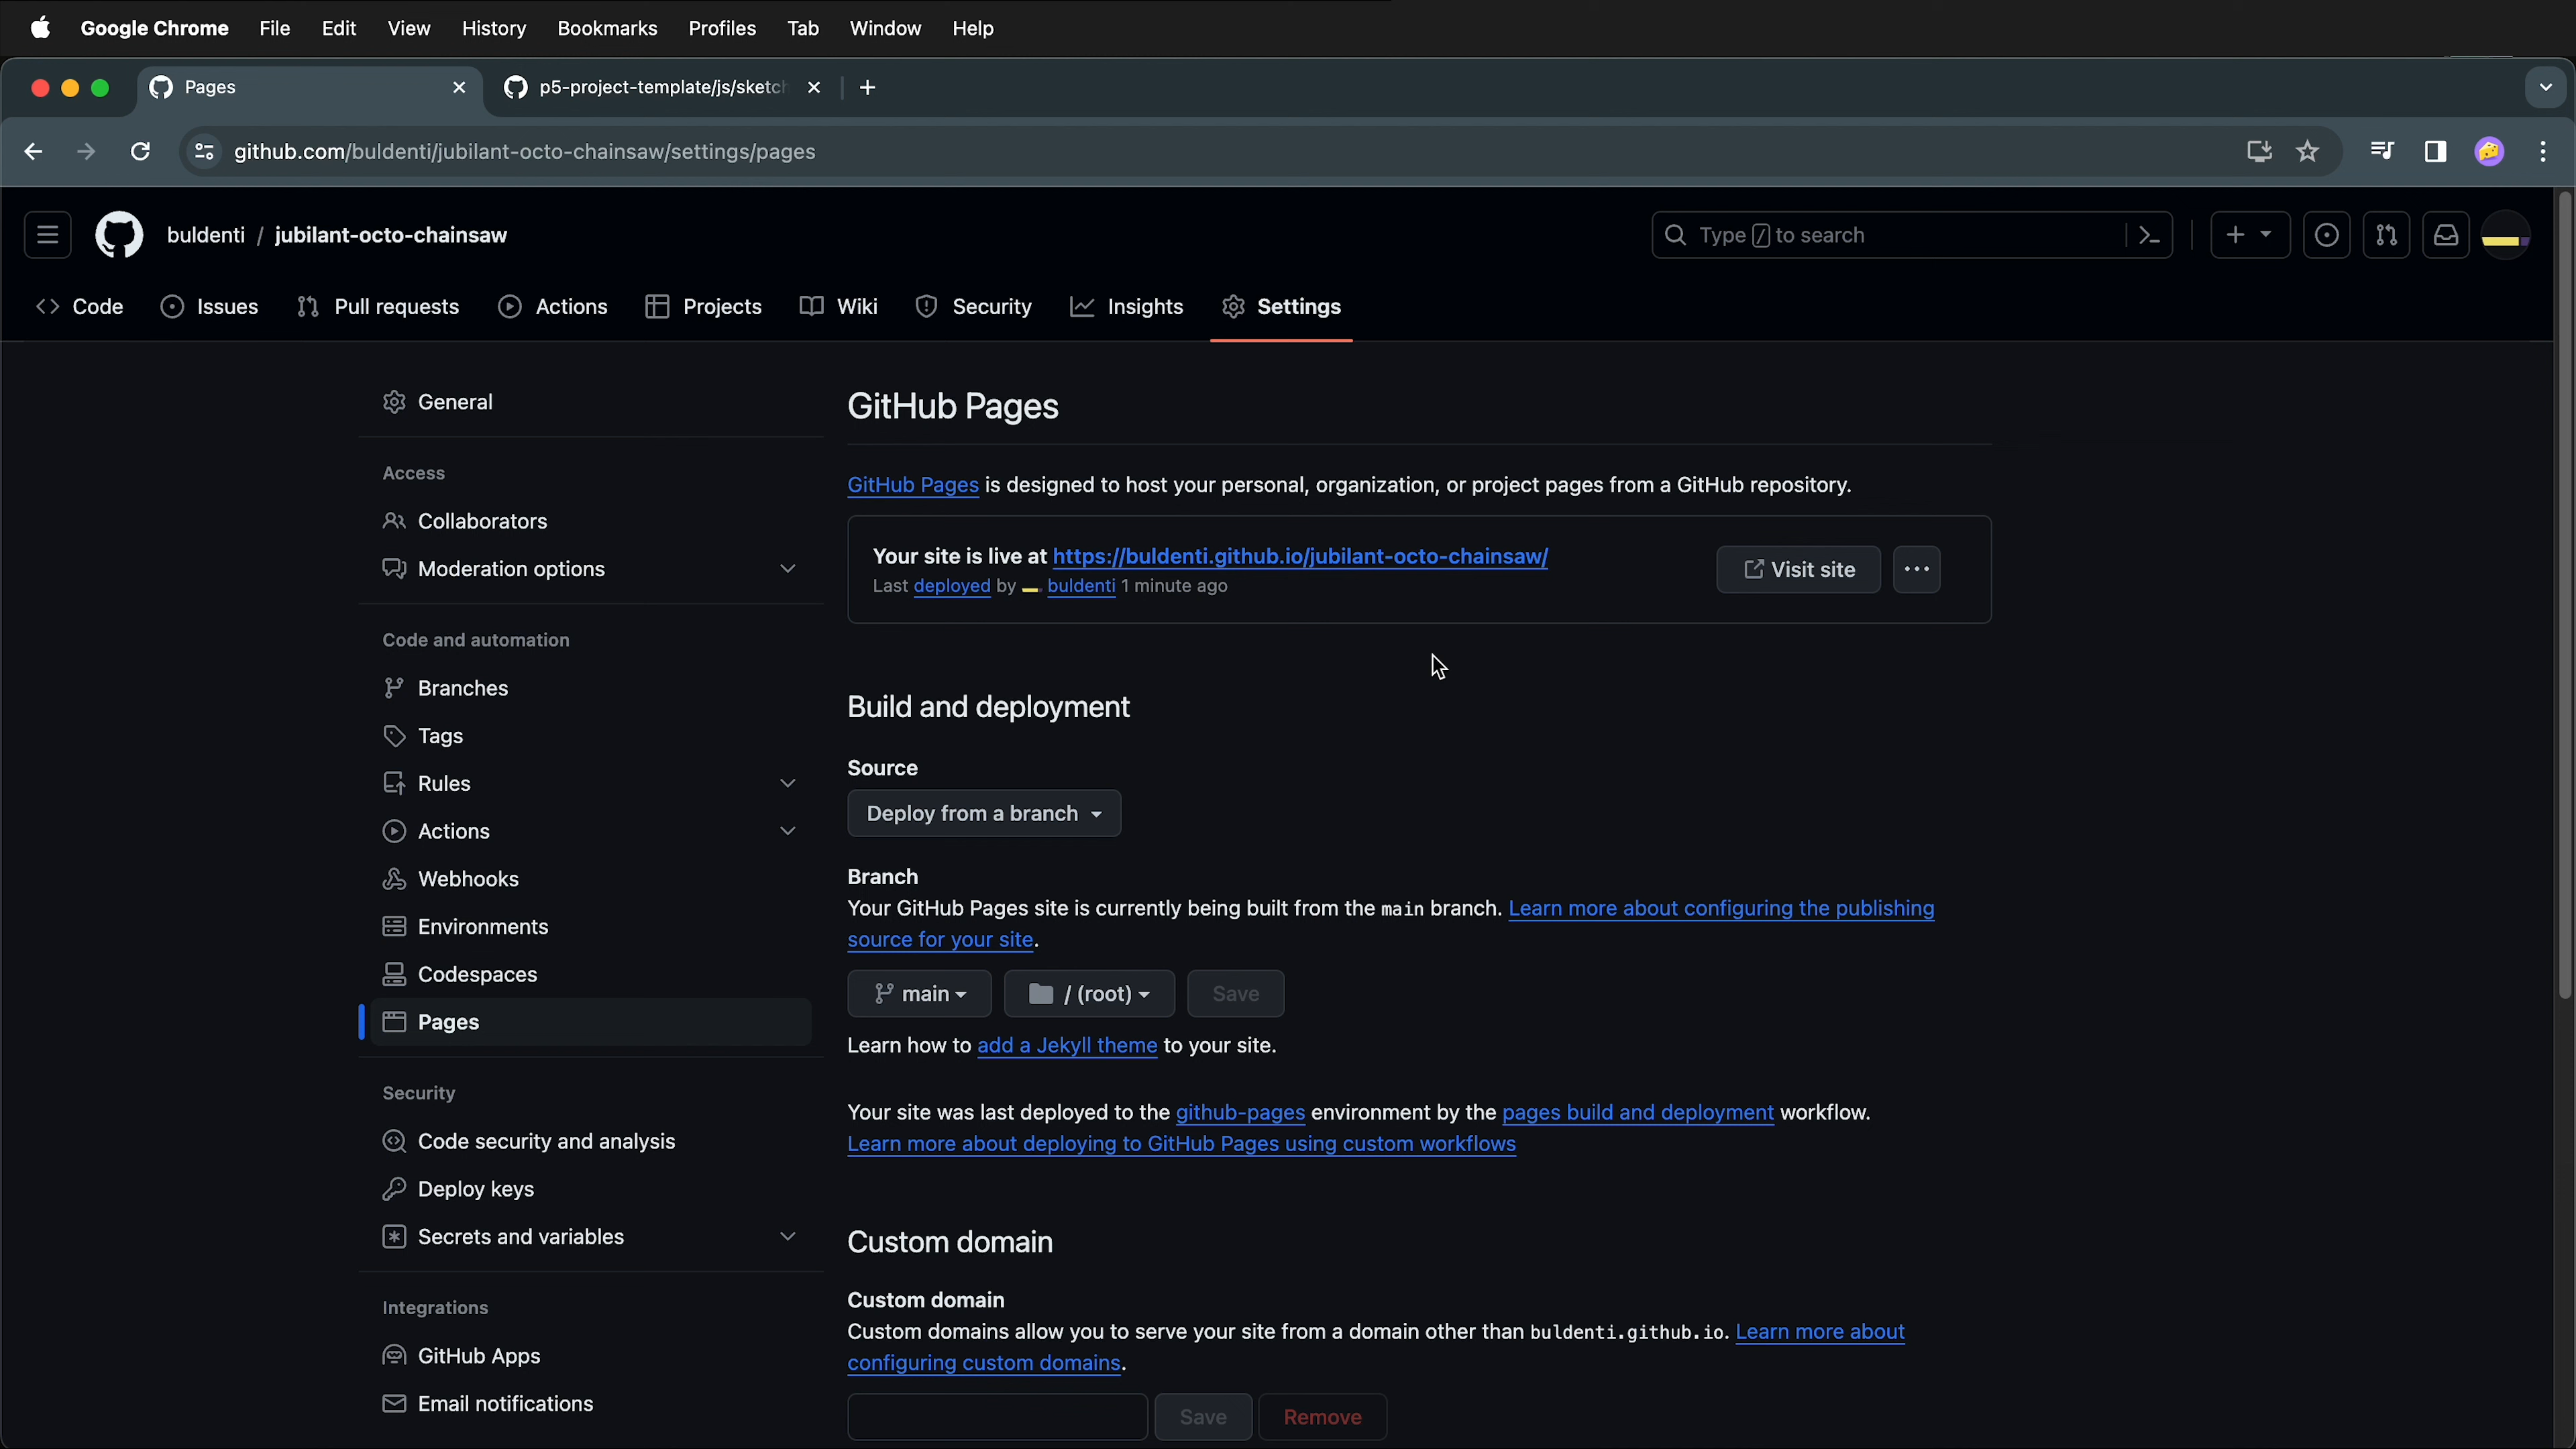 Google Chrome File Edit View History Bookmarks Profiles Tab Window Help
Pages p5-project-template/js/sketch
github.com/buldenti/jubilant-octo-chainsaw/settings/pages
buldenti / jubilant-octo-chainsaw Type / to search
Code Issues Pull requests Actions Projects Wiki Security Insights Settings
General
Access
Collaborators
Moderation options
Code and automation
Branches
Tags
Rules
Actions
Webhooks
Environments
Codespaces
Pages
Security
Code security and analysis
Deploy keys
Secrets and variables
Integrations
GitHub Apps
Email notifications
GitHub Pages
GitHub Pages is designed to host your personal, organization, or project pages from a GitHub repository.
Your site is live at https://buldenti.github.io/jubilant-octo-chainsaw/
Last deployed by buldenti 1 minute ago
Visit site
Build and deployment
Source
Deploy from a branch
Branch
Your GitHub Pages site is currently being built from the main branch. Learn more about configuring the publishing
source for your site.
main / (root) Save
Learn how to add a Jekyll theme to your site.
Your site was last deployed to the github-pages environment by the pages build and deployment workflow.
Learn more about deploying to GitHub Pages using custom workflows
Custom domain
Custom domain
Custom domains allow you to serve your site from a domain other than buldenti.github.io. Learn more about
configuring custom domains.
Save Remove